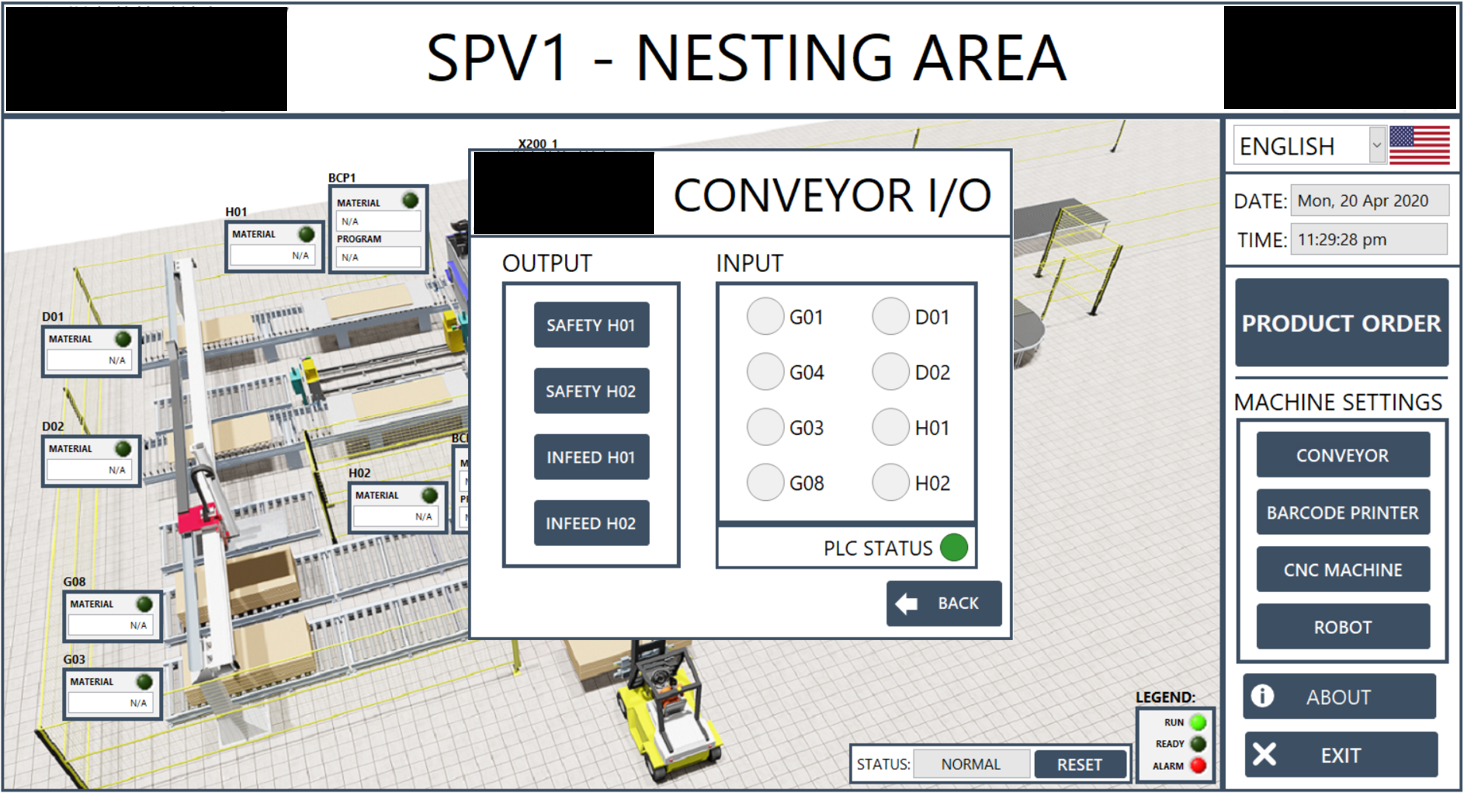 SPV1 - NESTING AREA
ENGLISH
DATE: Mon, 20 Apr 2020
TIME: 11:29:28 pm
PRODUCT ORDER
MACHINE SETTINGS
CONVEYOR
BARCODE PRINTER
CNC MACHINE
ROBOT
ABOUT
EXIT
X200 1
CONVEYOR I/O
OUTPUT
SAFETY H01
SAFETY H02
INFEED H01
INFEED H02
INPUT
G01 D01
G04 D02
G03 H01
G08 H02
PLC STATUS
BACK
BCP1
MATERIAL
N/A
PROGRAM
N/A
H01
MATERIAL
N/A
D01
MATERIAL
N/A
D02
MATERIAL
N/A
H02
MATERIAL
N/A
G08
MATERIAL
N/A
G03
MATERIAL
N/A
LEGEND:
RUN
READY
ALARM
STATUS: NORMAL RESET